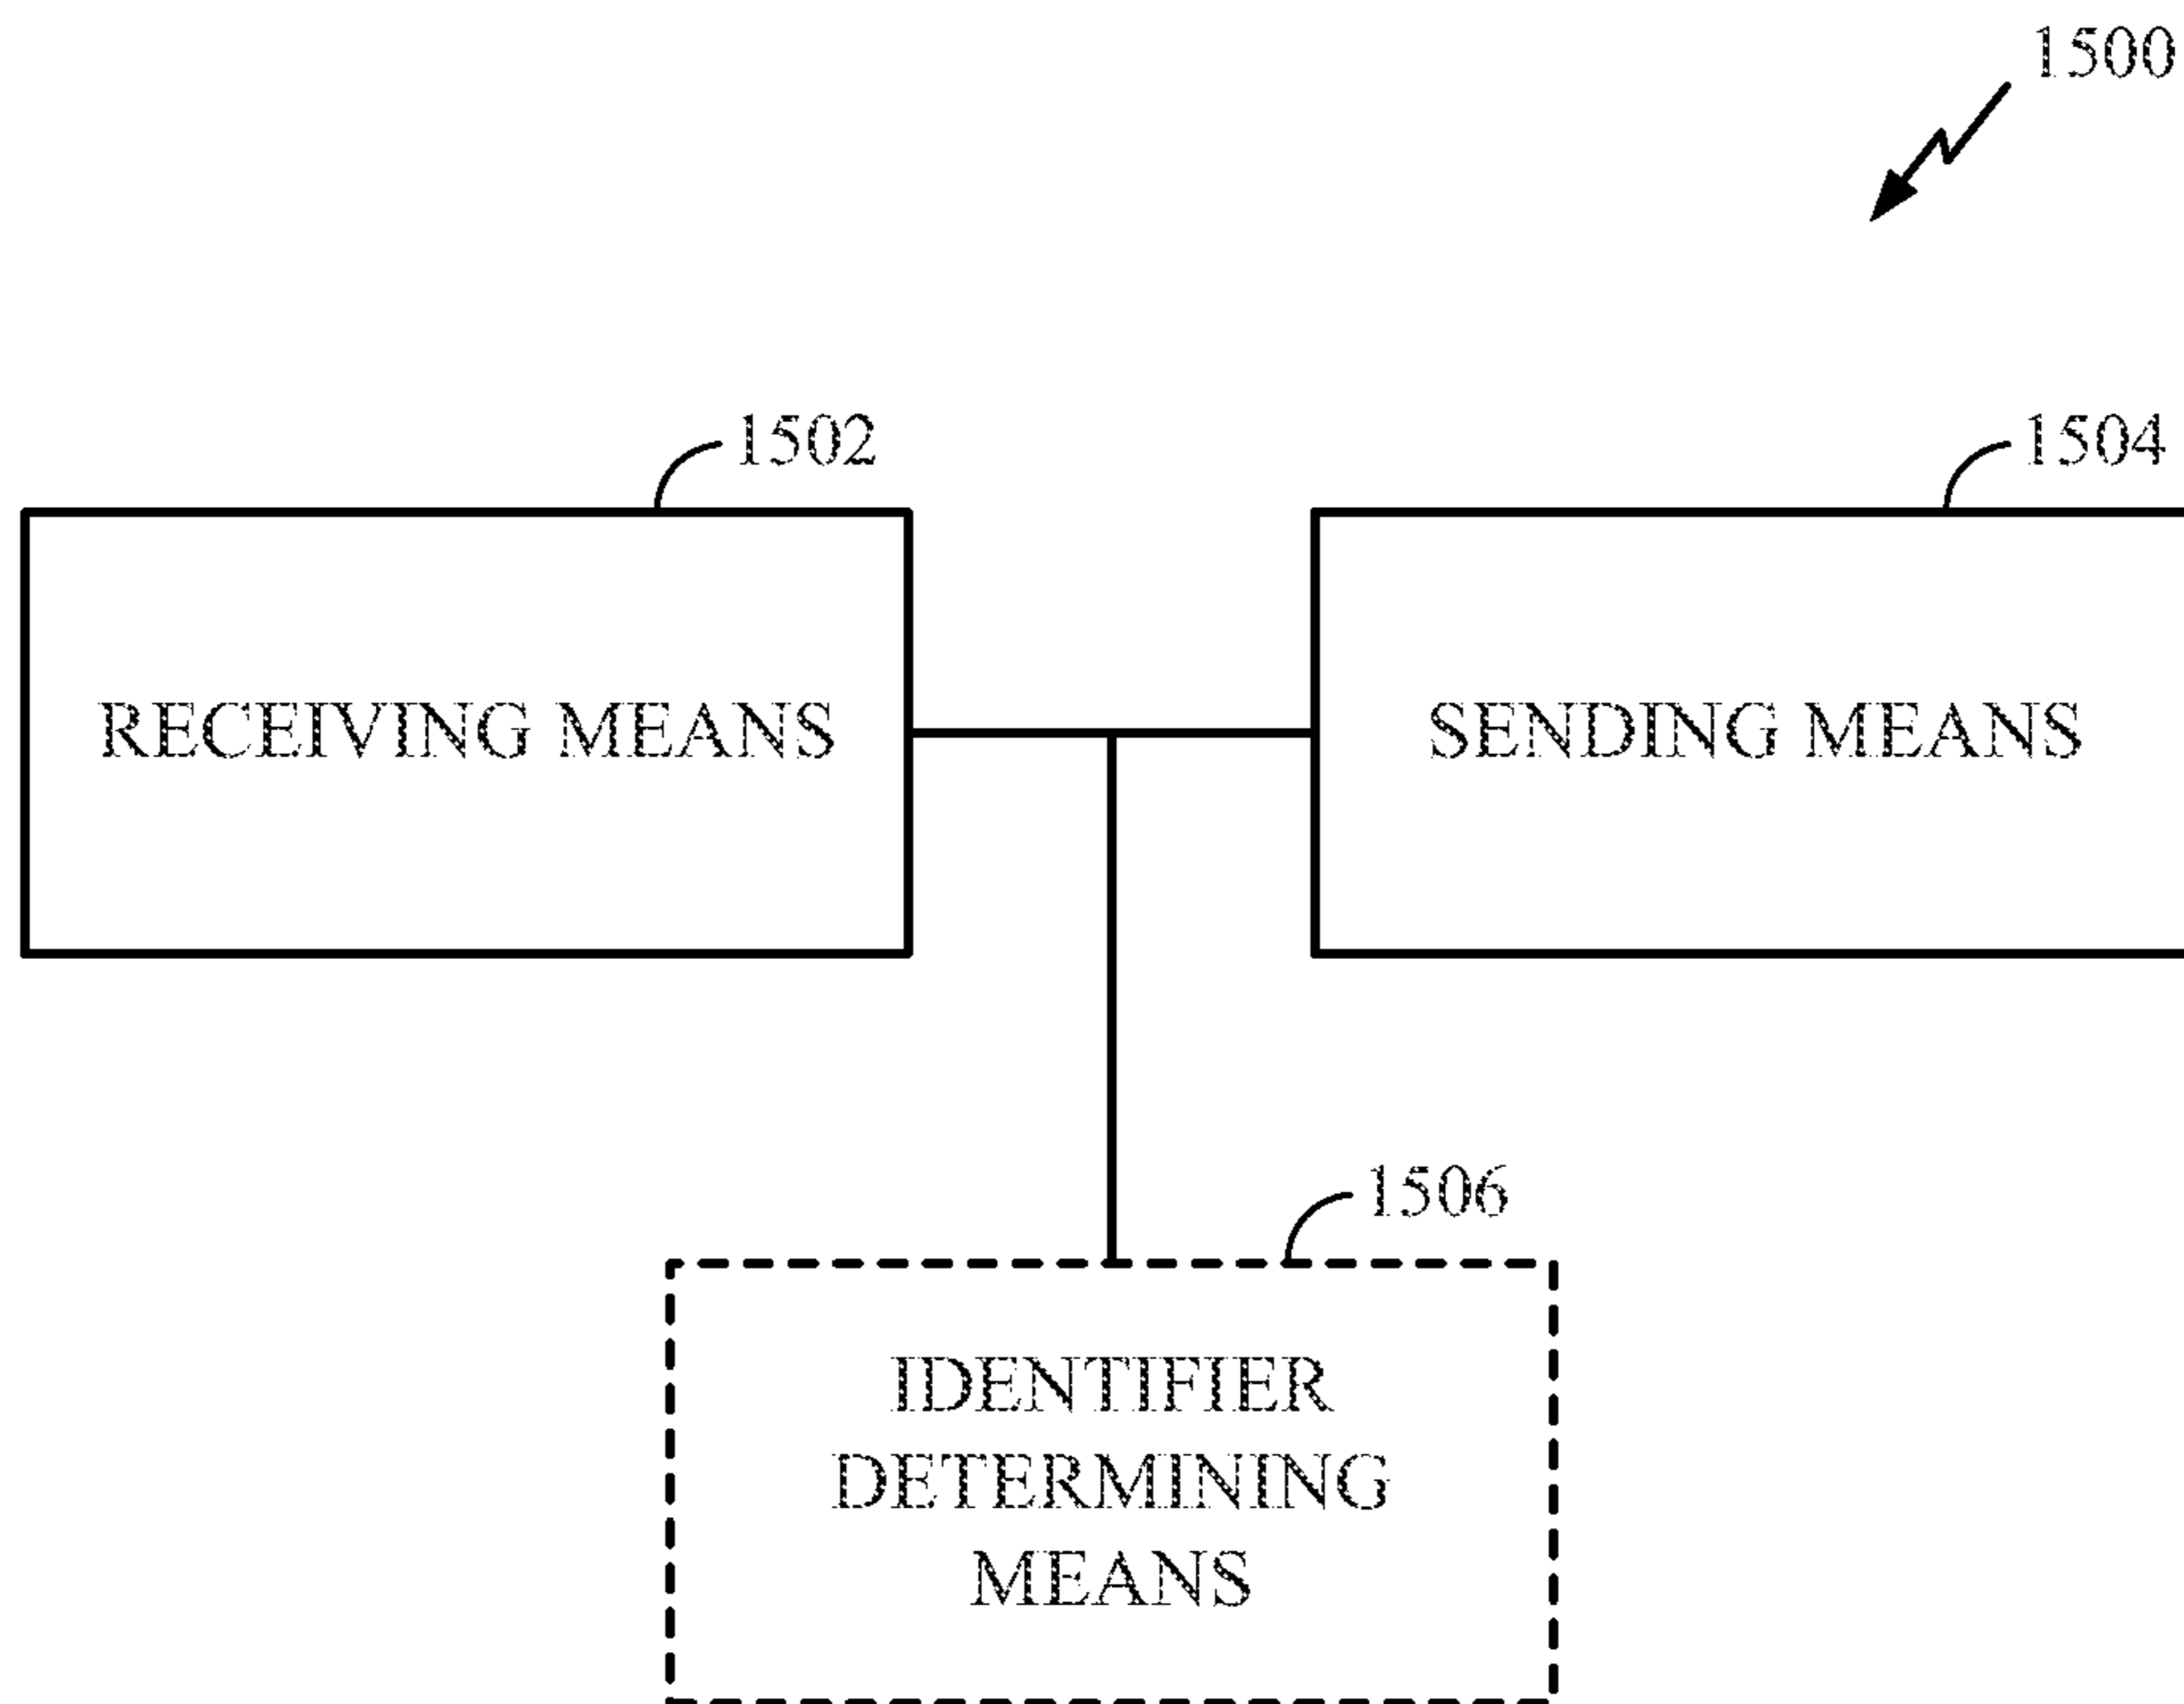 1500
1502
1504
RECEIVING MEANS
SENDING MEANS
1506
IDENTIFIER
DETERMINING
MEANS